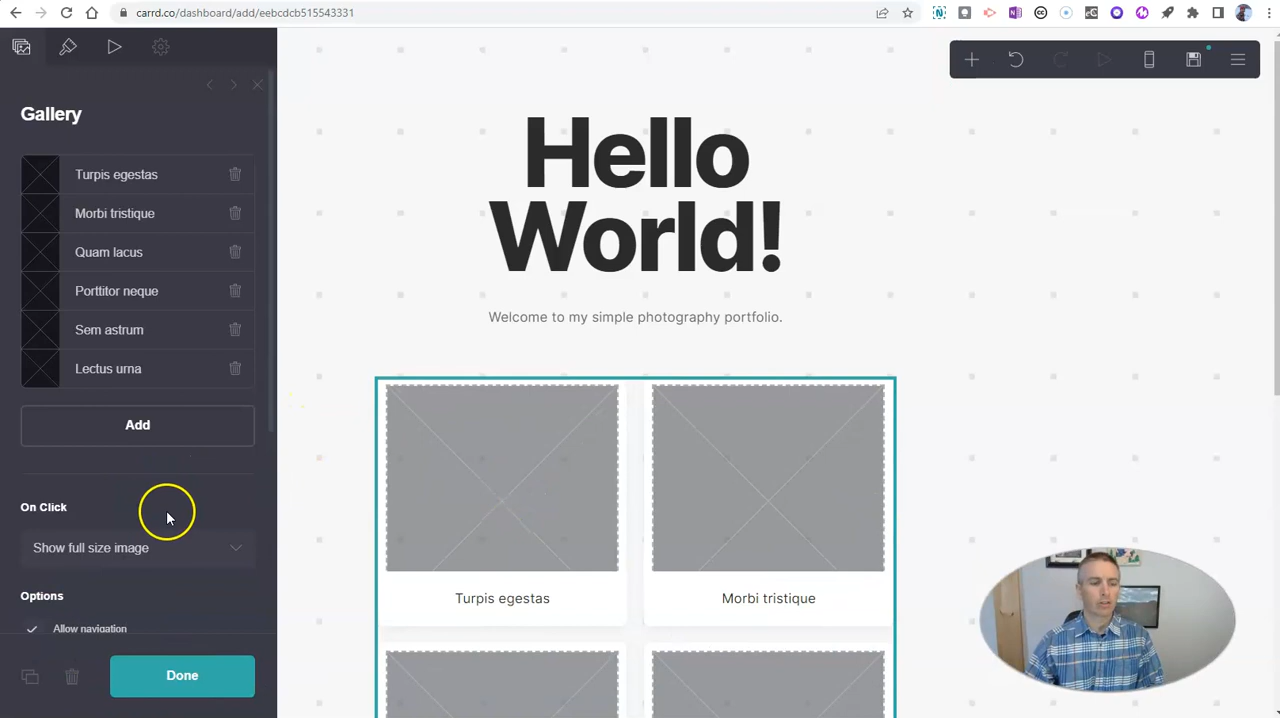 carrd.co/dashboard/add/eebcdcb515543331
Gallery
Turpis egestas
Morbi tristique
Quam lacus
Porttitor neque
Sem astrum
Lectus urna
Add
On Click
Show full size image
Options
Allow navigation
Done
Hello
World!
Welcome to my simple photography portfolio.
Turpis egestas
Morbi tristique